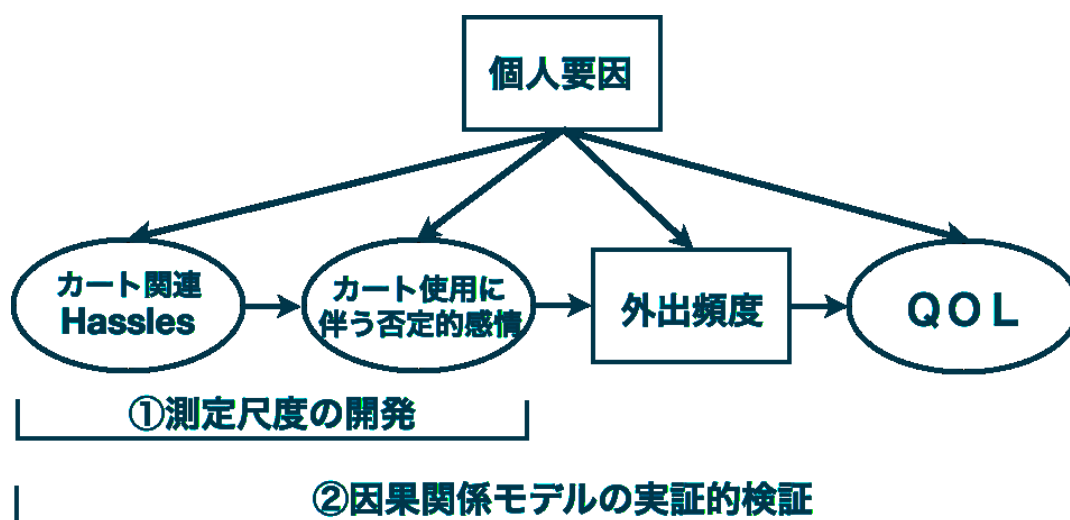 個人要因
カート関連
Hassles
カート使用に
伴う否定的感情
外出頻度
QOL
①測定尺度の開発
②因果関係モデルの実証的検証